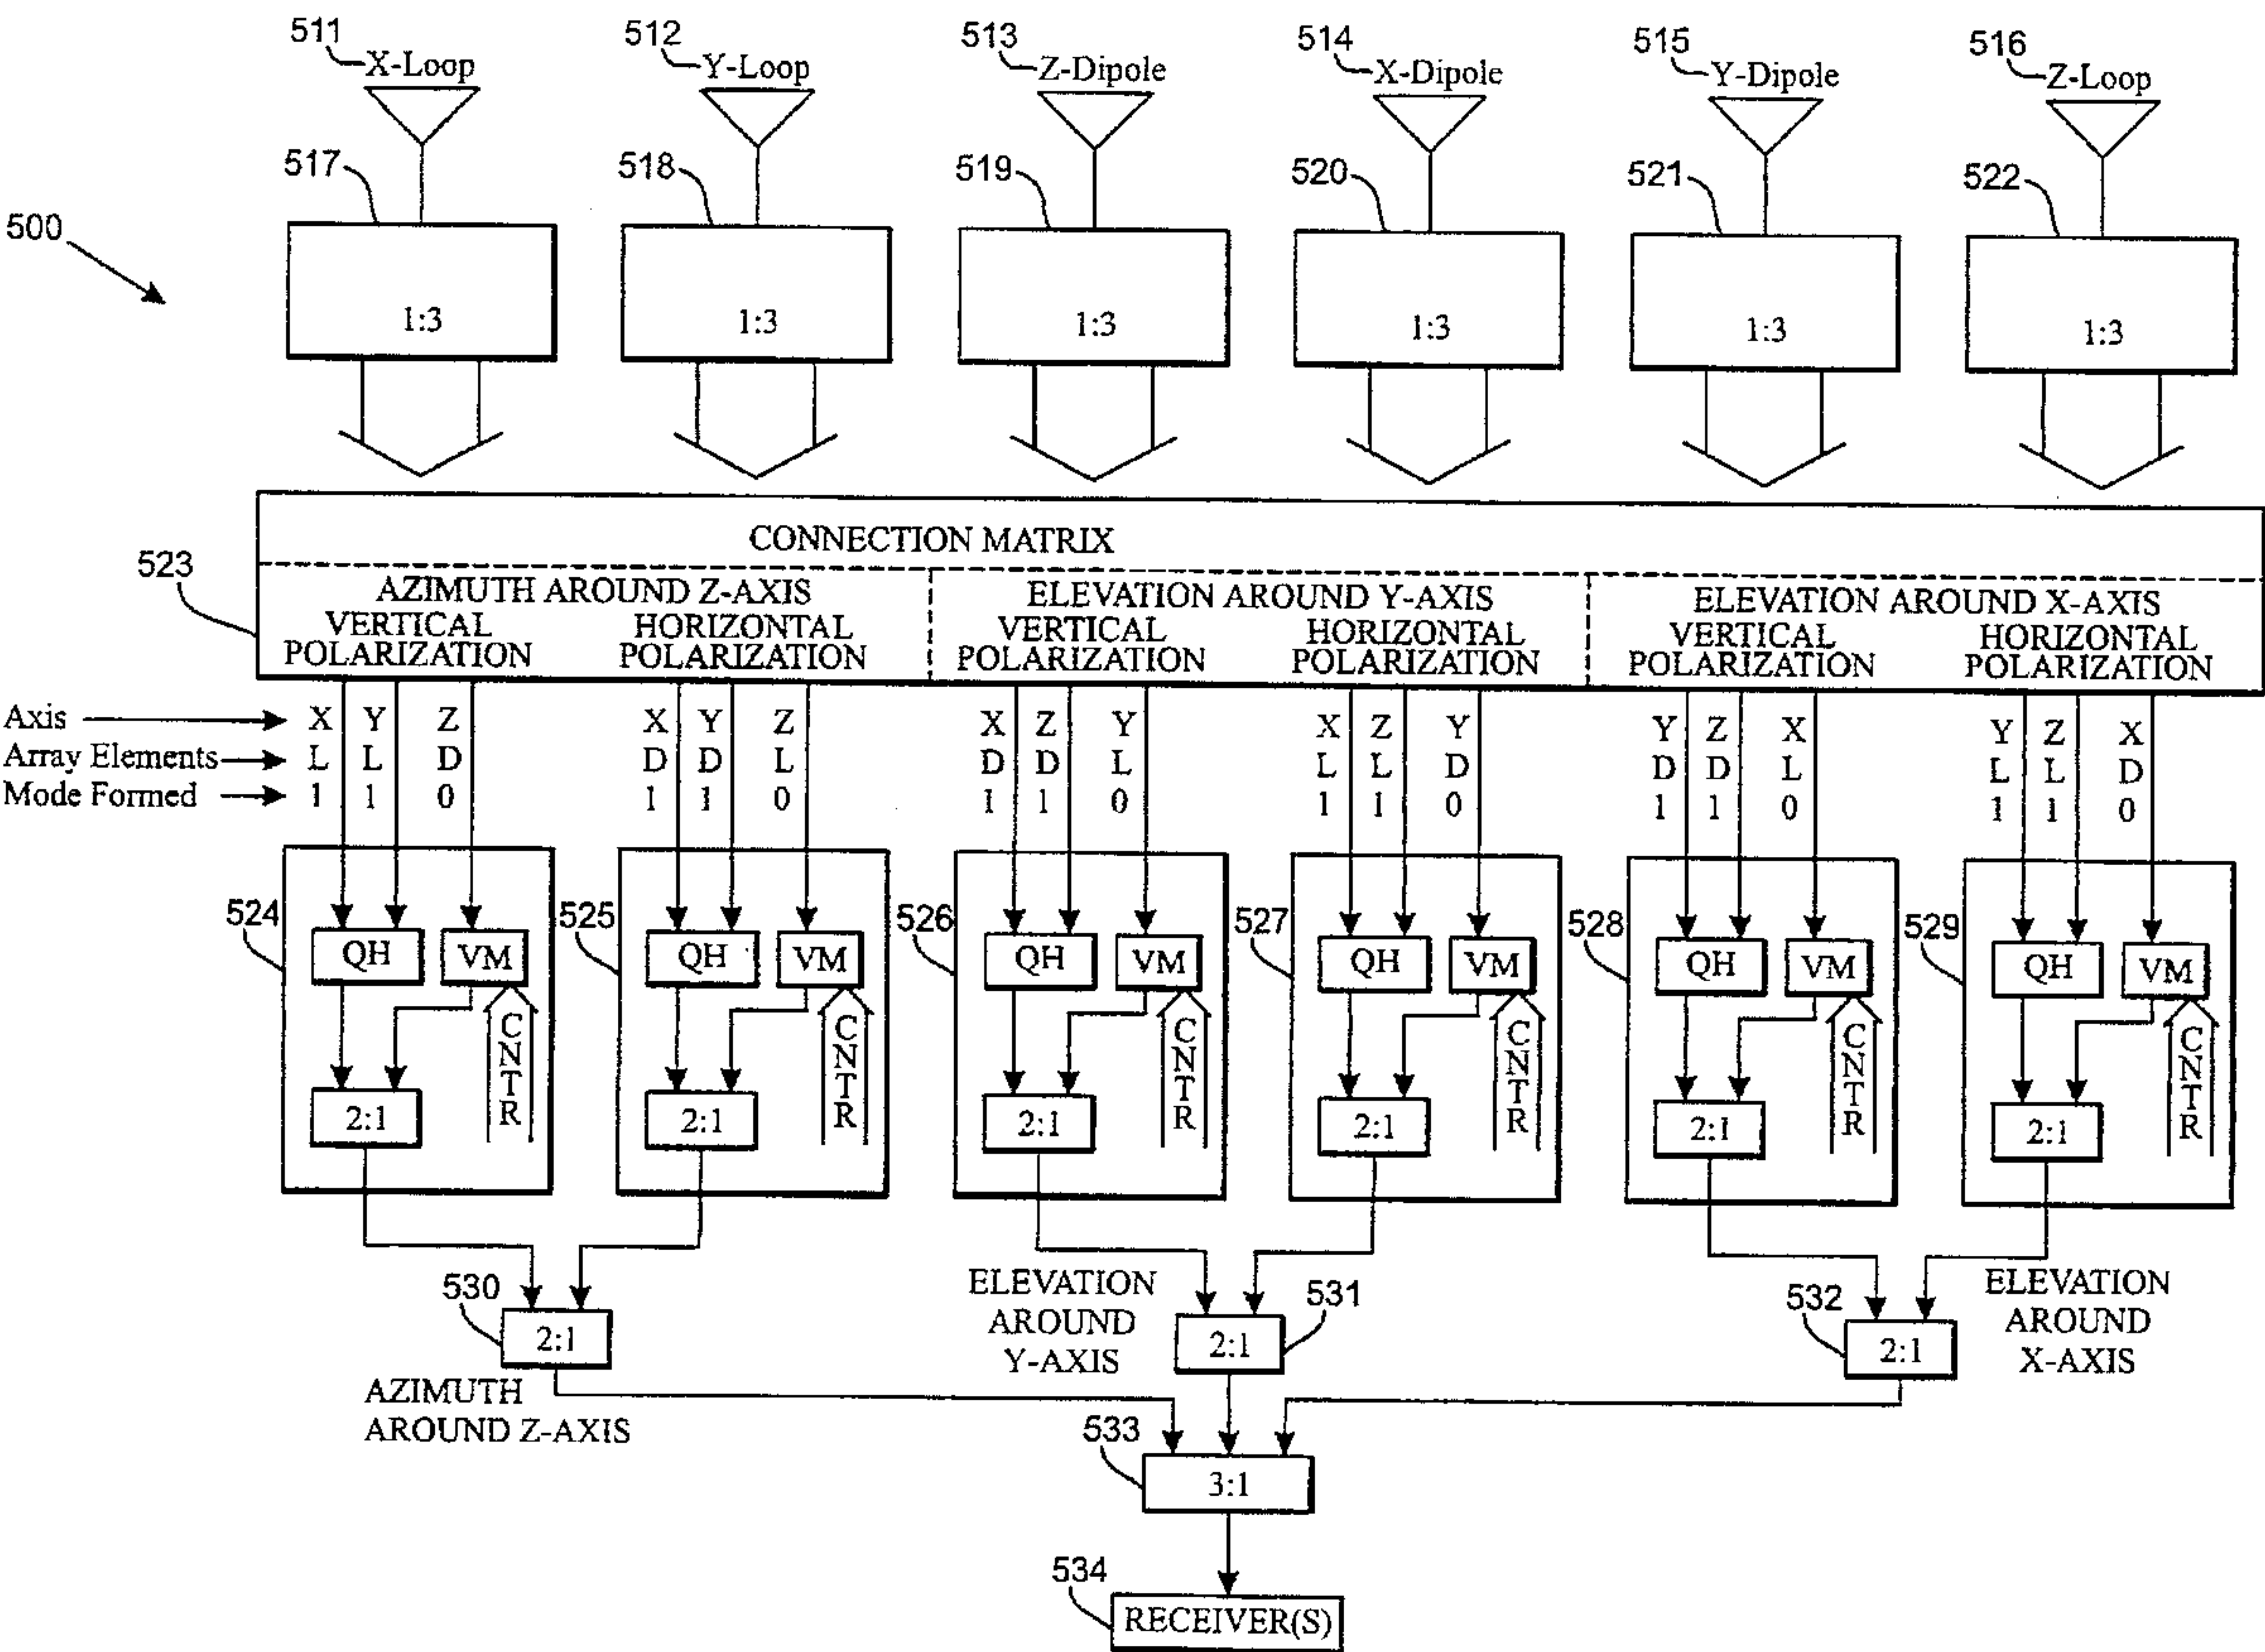 511 512 513 514 515 516
X-Loop Y-Loop Z-Dipole X-Dipole Y-Dipole Z-Loop
517 518 519 520 521 522
500
1:3 1:3 1:3 1:3 1:3 1:3
CONNECTION MATRIX
523
AZIMUTH AROUND Z-AXIS ELEVATION AROUND Y-AXIS ELEVATION AROUND X-AXIS
VERTICAL HORIZONTAL VERTICAL HORIZONTAL VERTICAL HORIZONTAL
POLARIZATION POLARIZATION POLARIZATION POLARIZATION POLARIZATION POLARIZATION
Axis X Y Z X Y Z X Z Y X Z Y Y Z X Y Z X
Array Elements L L D D D L D D L L L D D D L L L D
Mode Formed 1 1 0 1 1 0 1 1 0 1 1 0 1 1 0 1 1 0
524 525 526 527 528 529
QH VM QH VM QH VM QH VM QH VM QH VM
CNTR CNTR CNTR CNTR CNTR CNTR
2:1 2:1 2:1 2:1 2:1 2:1
530 531 532
2:1 2:1 2:1
ELEVATION
AROUND
Y-AXIS
ELEVATION
AROUND
X-AXIS
AZIMUTH
AROUND Z-AXIS
533
3:1
534
RECEIVER(S)